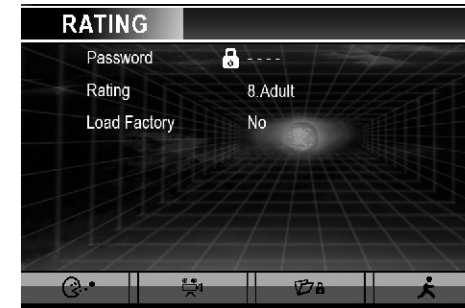 RATING
Password - - - -
Rating 8.Adult
Load Factory No